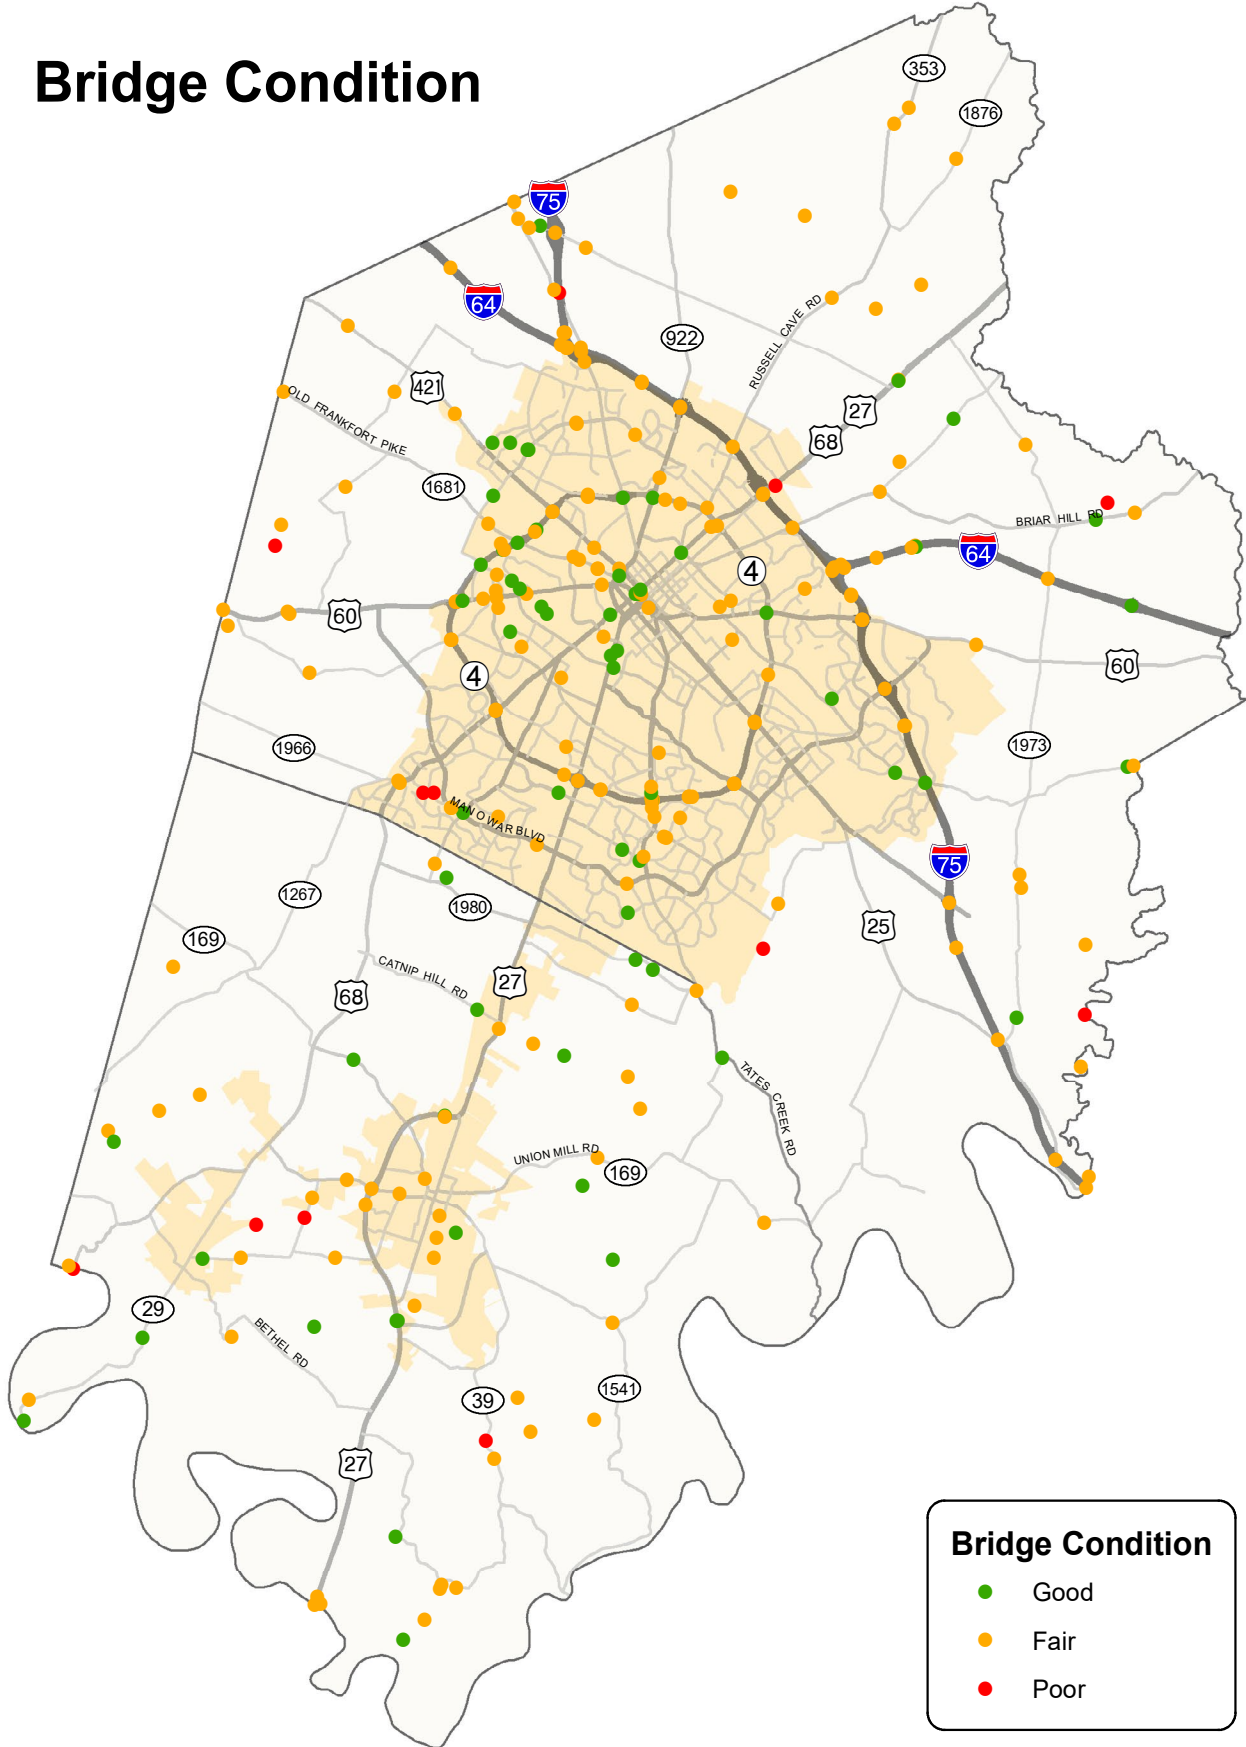 Bridge Condition
353
1876
75
64
922
RUSSELL CAVE RD
421
27
OLD FRANKFORT PIKE
68
1681
BRIAR HILL RD
64
4
60
60
4
1966
1973
MAN O WAR BLVD
75
1267
1980
25
169
CATNIP HILL RD
27
68
TATES CREEK RD
UNION MILL RD
169
29
BETHEL RD
39
1541
27
Bridge Condition
Good
Fair
Poor